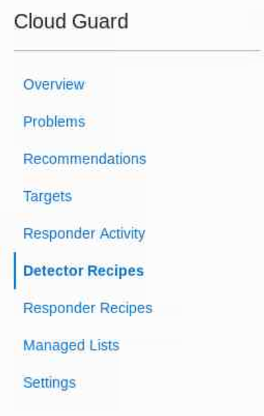 Cloud Guard
Overview
Problems
Recommendations
Targets
Responder Activity
Detector Recipes
Responder Recipes
Managed Lists
Settings